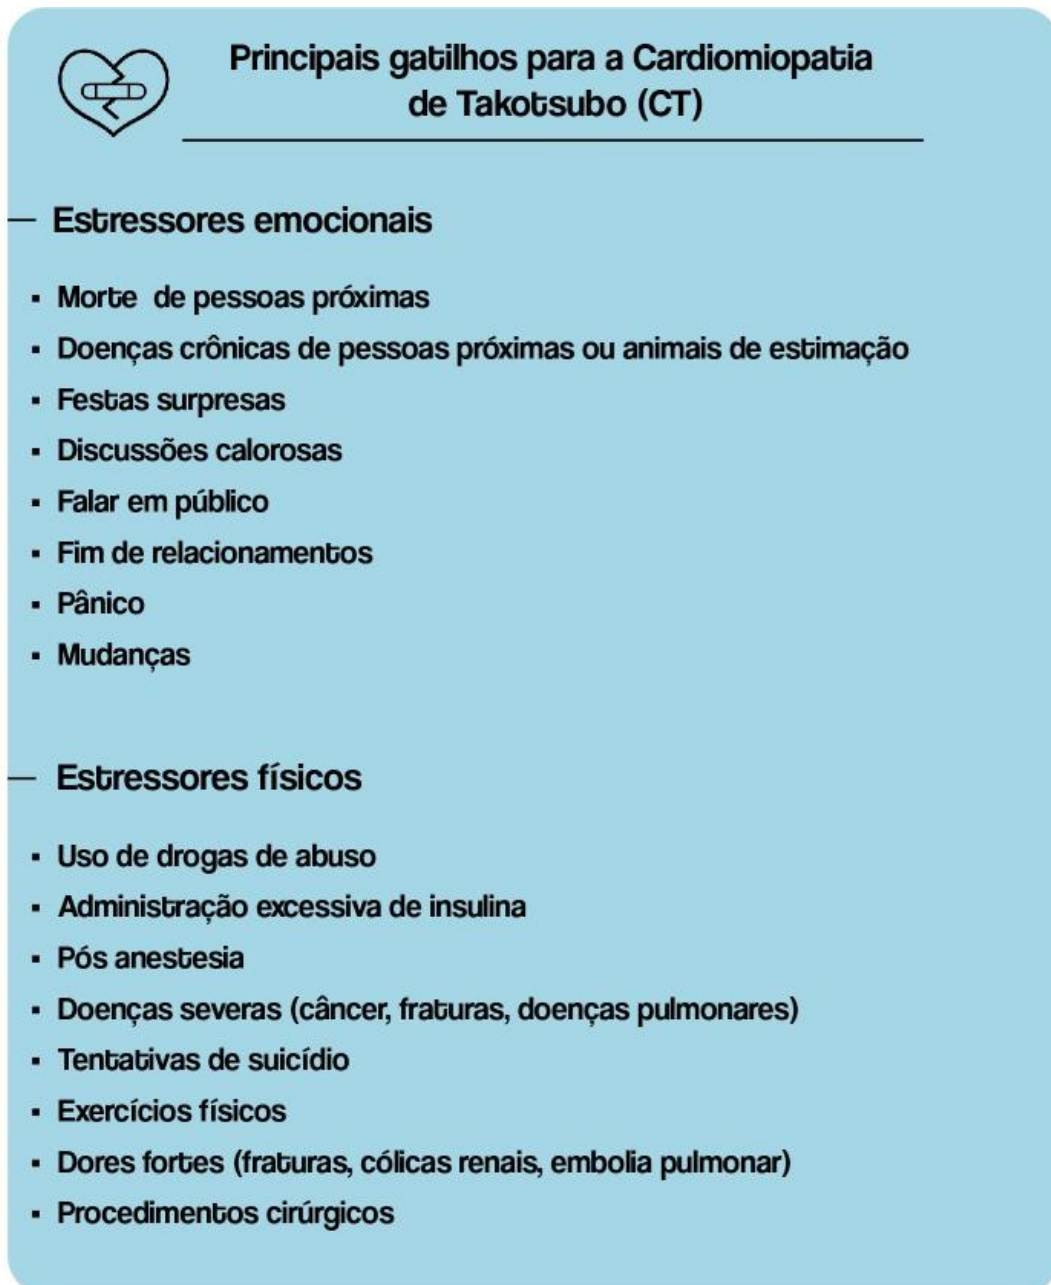 Principais gatilhos para a Cardiomiopatia
de Takotsubo (CT)
Estressores emocionais
▪ Morte de pessoas próximas
▪ Doenças crônicas de pessoas próximas ou animais de estimação
▪ Festas surpresas
▪ Discussões calorosas
▪ Falar em público
▪ Fim de relacionamentos
▪ Pânico
▪ Mudanças
Estressores físicos
▪ Uso de drogas de abuso
▪ Administração excessiva de insulina
▪ Pós anestesia
▪ Doenças severas (câncer, fraturas, doenças pulmonares)
▪ Tentativas de suicídio
▪ Exercícios físicos
▪ Dores fortes (fraturas, cólicas renais, embolia pulmonar)
▪ Procedimentos cirúrgicos